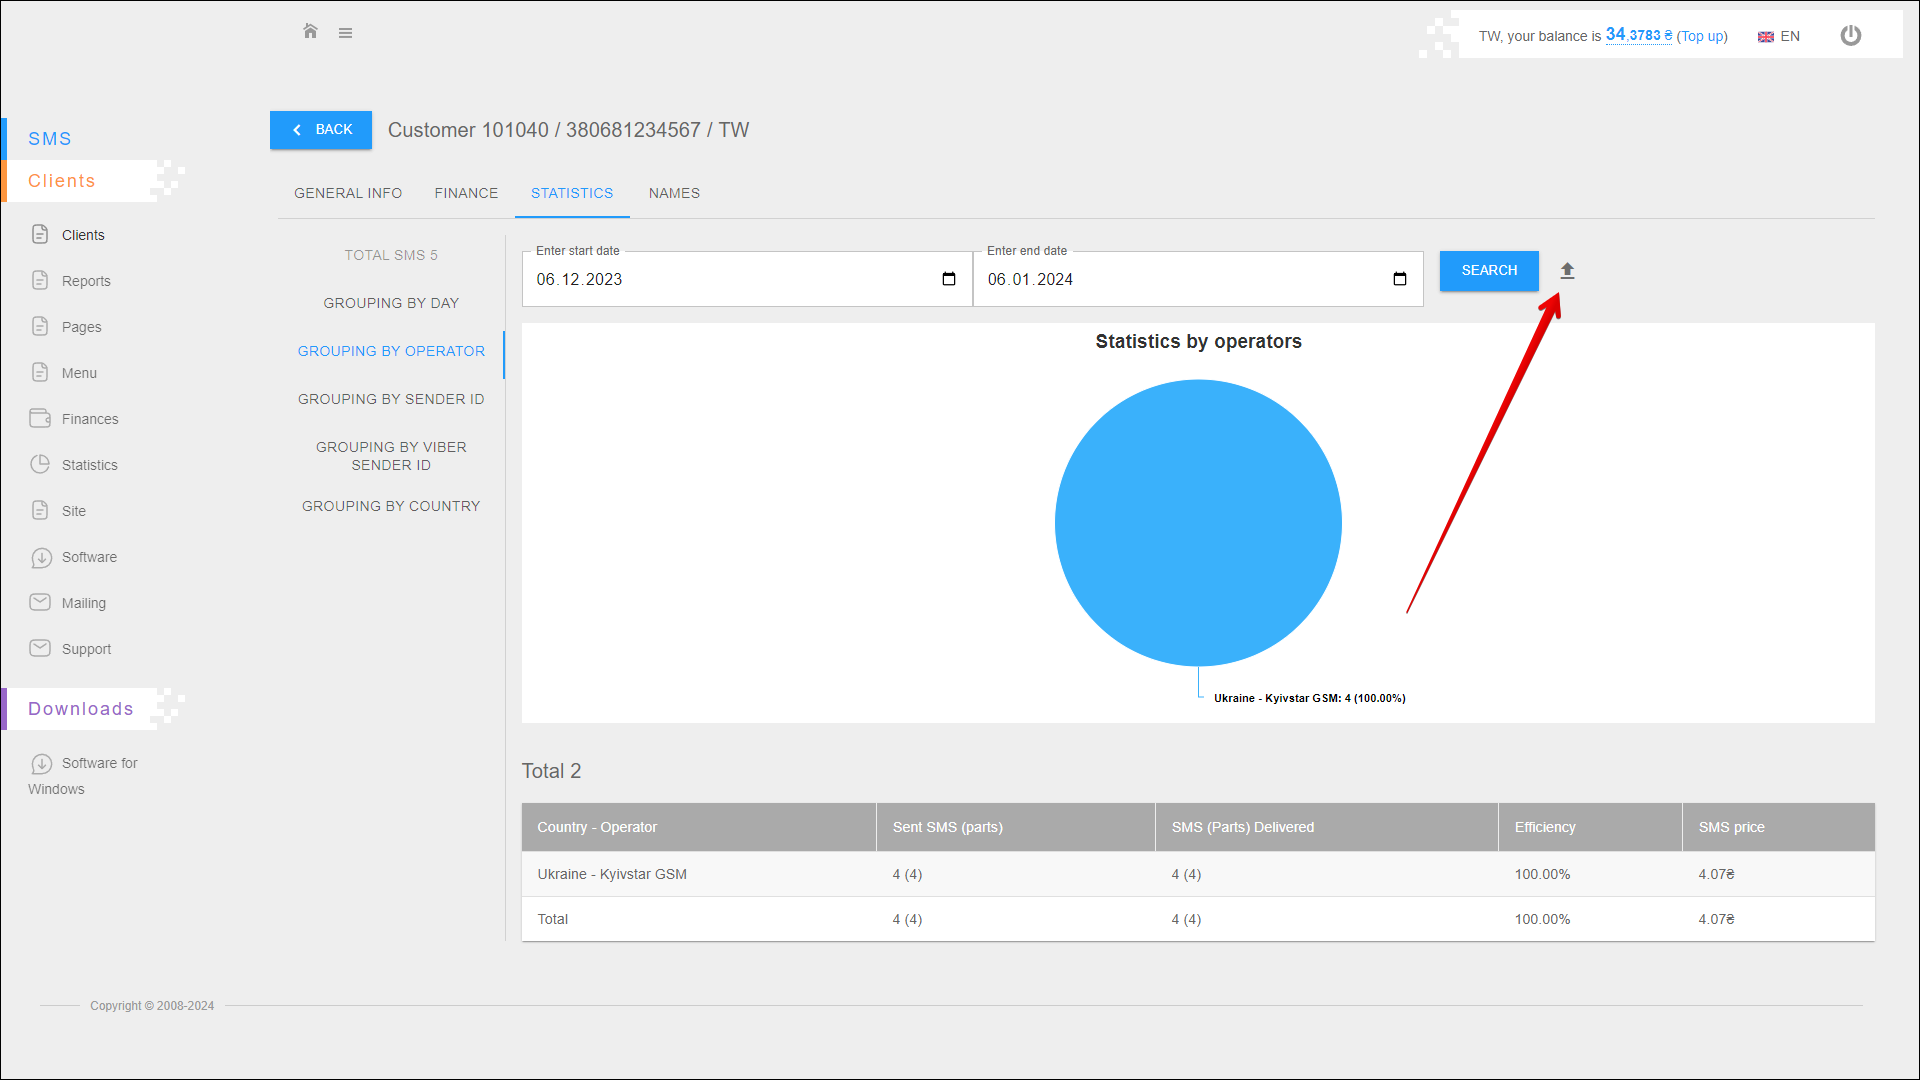 TW, your balance is 34,3783 ₴ (Top up)
EN
SMS
Clients
Clients
Reports
Pages
Menu
Finances
Statistics
Site
Software
Mailing
Support
Downloads
Software for
Windows
BACK
Customer 101040 / 380681234567 / TW
GENERAL INFO FINANCE STATISTICS NAMES
TOTAL SMS 5
GROUPING BY DAY
GROUPING BY OPERATOR
GROUPING BY SENDER ID
GROUPING BY VIBER
SENDER ID
GROUPING BY COUNTRY
Enter start date
06.12.2023
Enter end date
06.01.2024
SEARCH
Statistics by operators
Ukraine - Kyivstar GSM: 4 (100.00%)
Total 2
Country - Operator Sent SMS (parts) SMS (Parts) Delivered Efficiency SMS price
Ukraine - Kyivstar GSM 4 (4) 4 (4) 100.00% 4.07₴
Total 4 (4) 4 (4) 100.00% 4.07₴
Copyright © 2008-2024